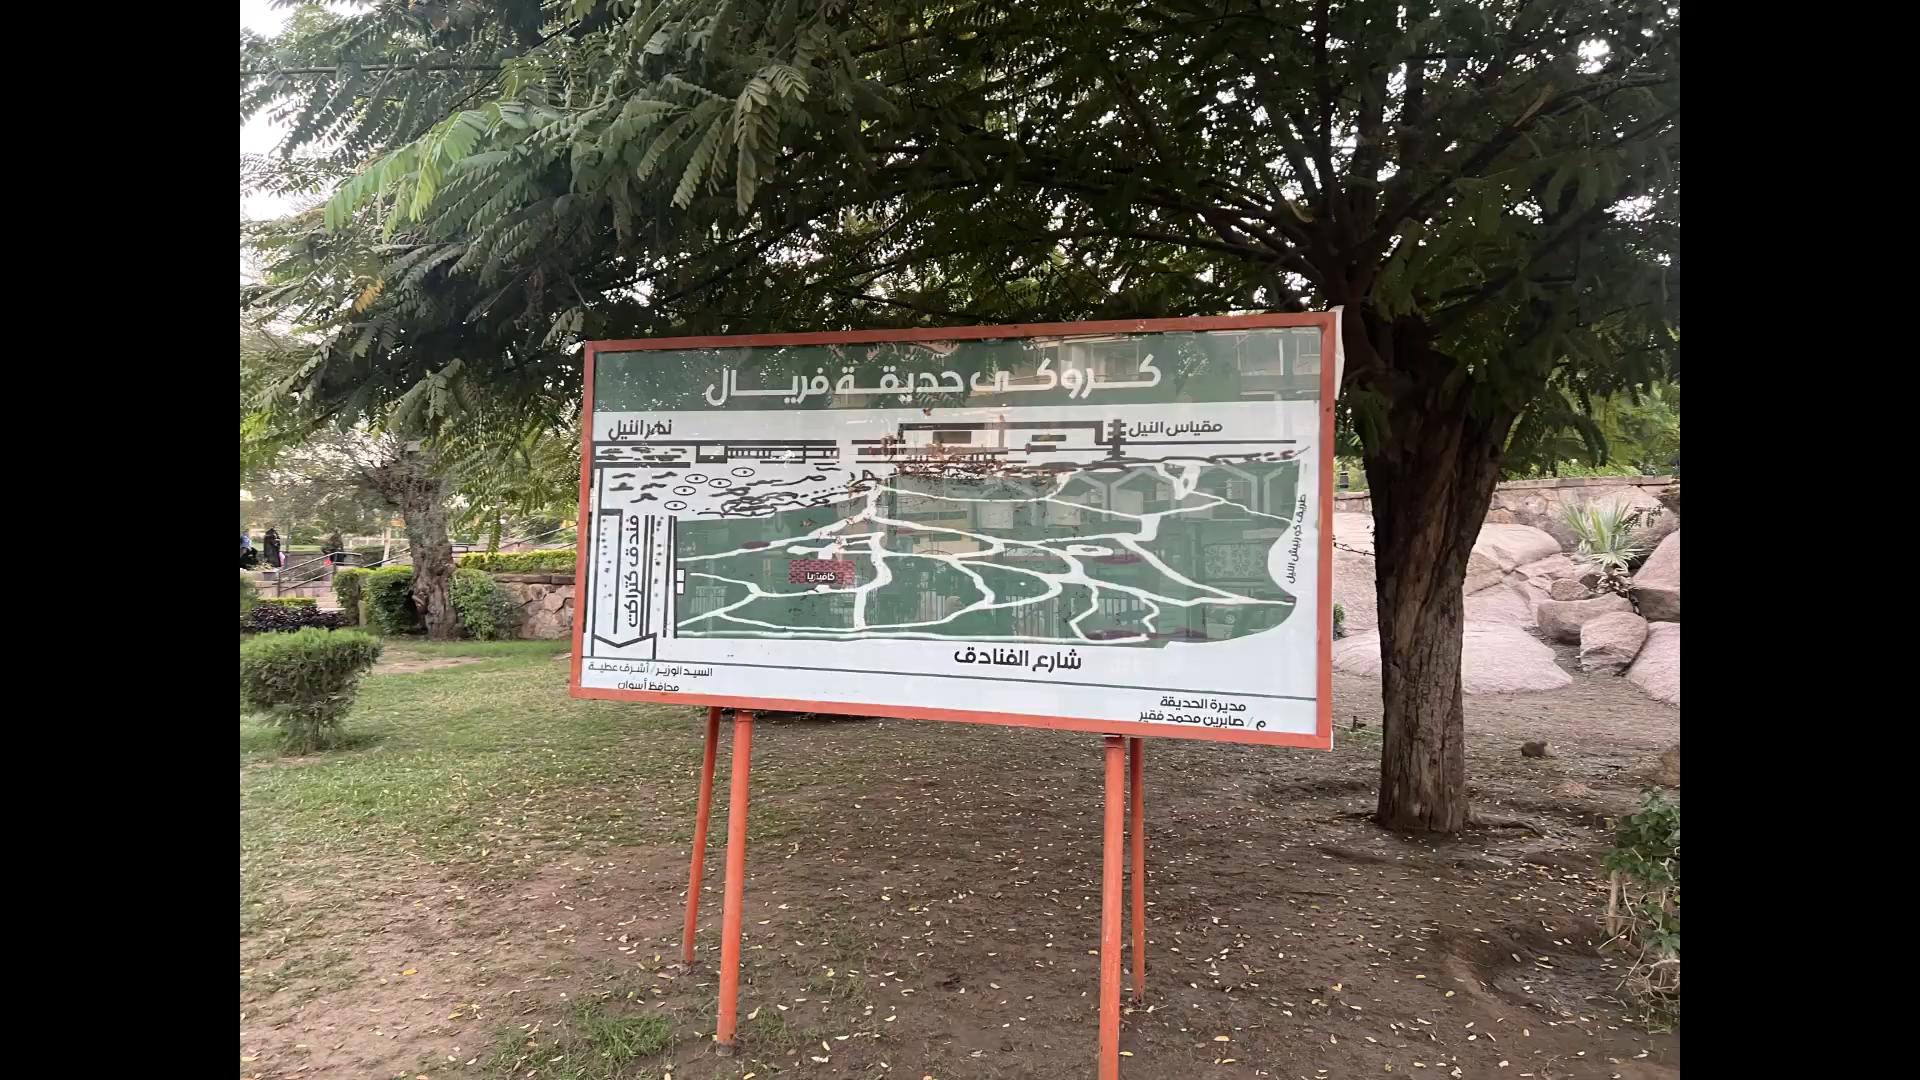 كروكي حديقة فريال
مقياس النيل
نهر النيل
طريق كورنيش النيل
فندق كتراكت
كافيتريا
شارع الفنادق
السيد الوزير/ أشرف عطية
محافظ أسوان
مديرة الحديقة
م / صابرين محمد فقير